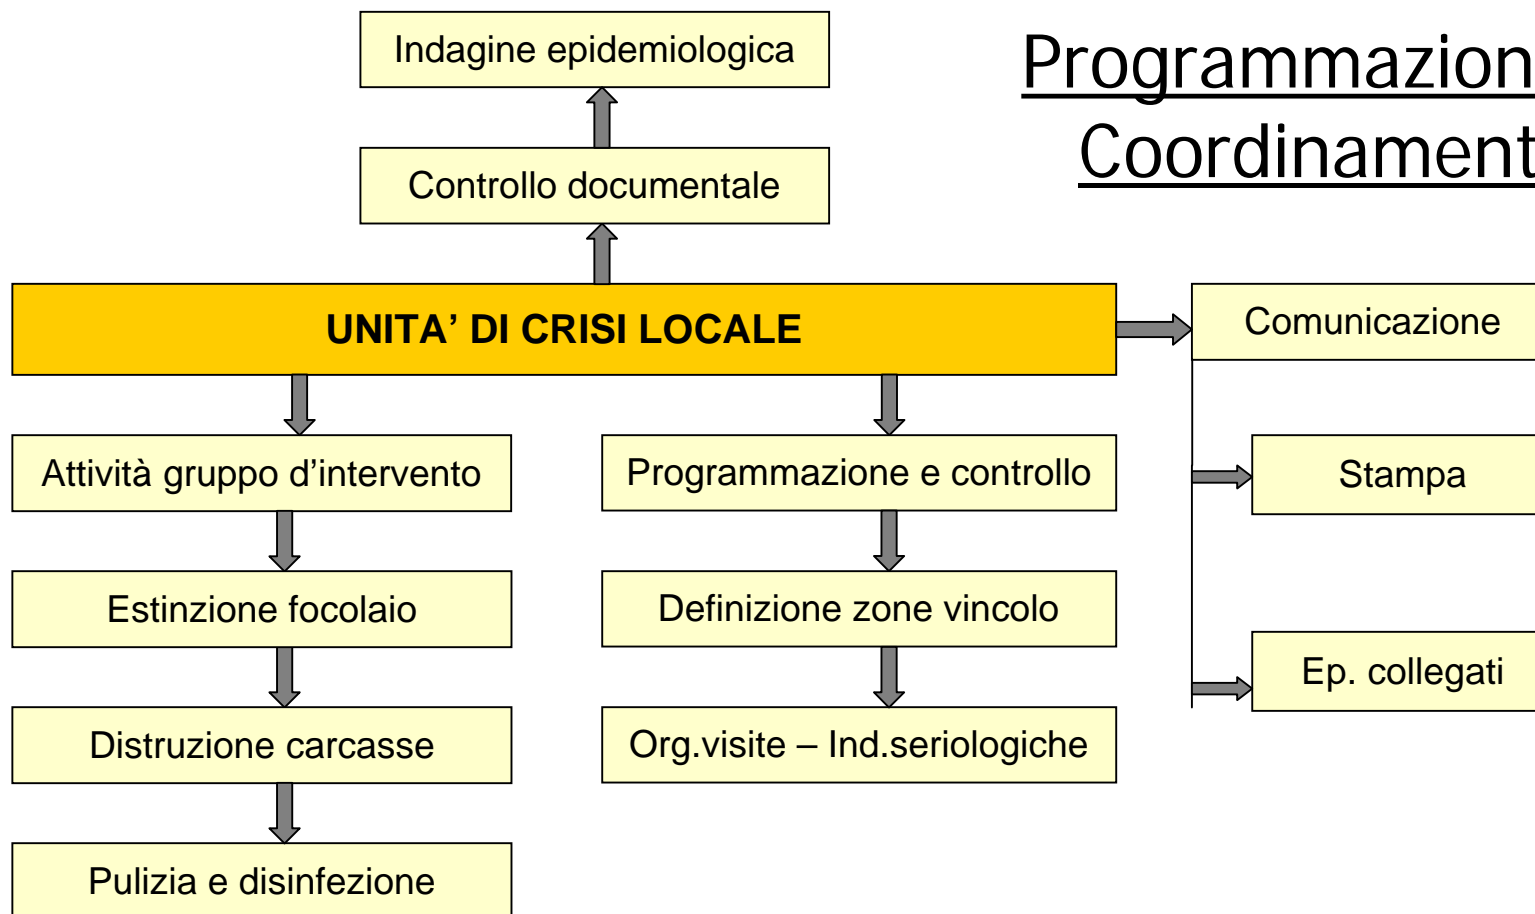 Indagine epidemiologica
Programmazion
Controllo documentale
Coordinament
UNITA’ DI CRISI LOCALE
Comunicazione
Attività gruppo d’intervento
Programmazione e controllo
Stampa
Estinzione focolaio
Definizione zone vincolo
Ep. collegati
Distruzione carcasse
Org.visite – Ind.seriologiche
Pulizia e disinfezione